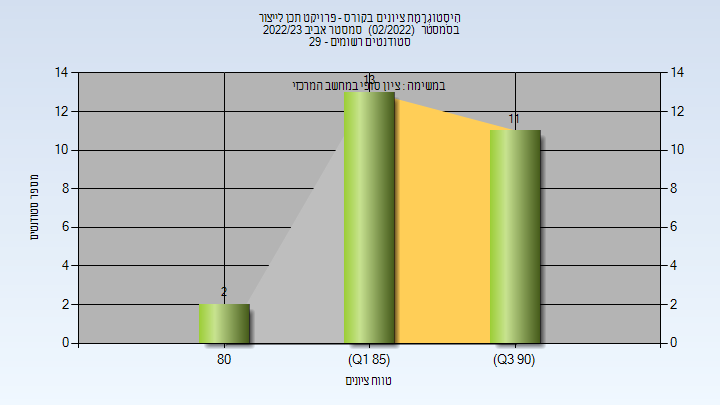 היסטוגרמת ציונים בקורס - פרויקט תכן לייצור
בסמסטר (02/2022) סמסטר אביב 2022/23
סטודנטים רשומים - 29
במשימה : ציון סופי במחשב המרכזי
מספר סטודנטים
14
12
10
8
6
4
2
0
14
12
10
8
6
4
2
0
2
13
11
80
(Q1 85)
(Q3 90)
טווח ציונים